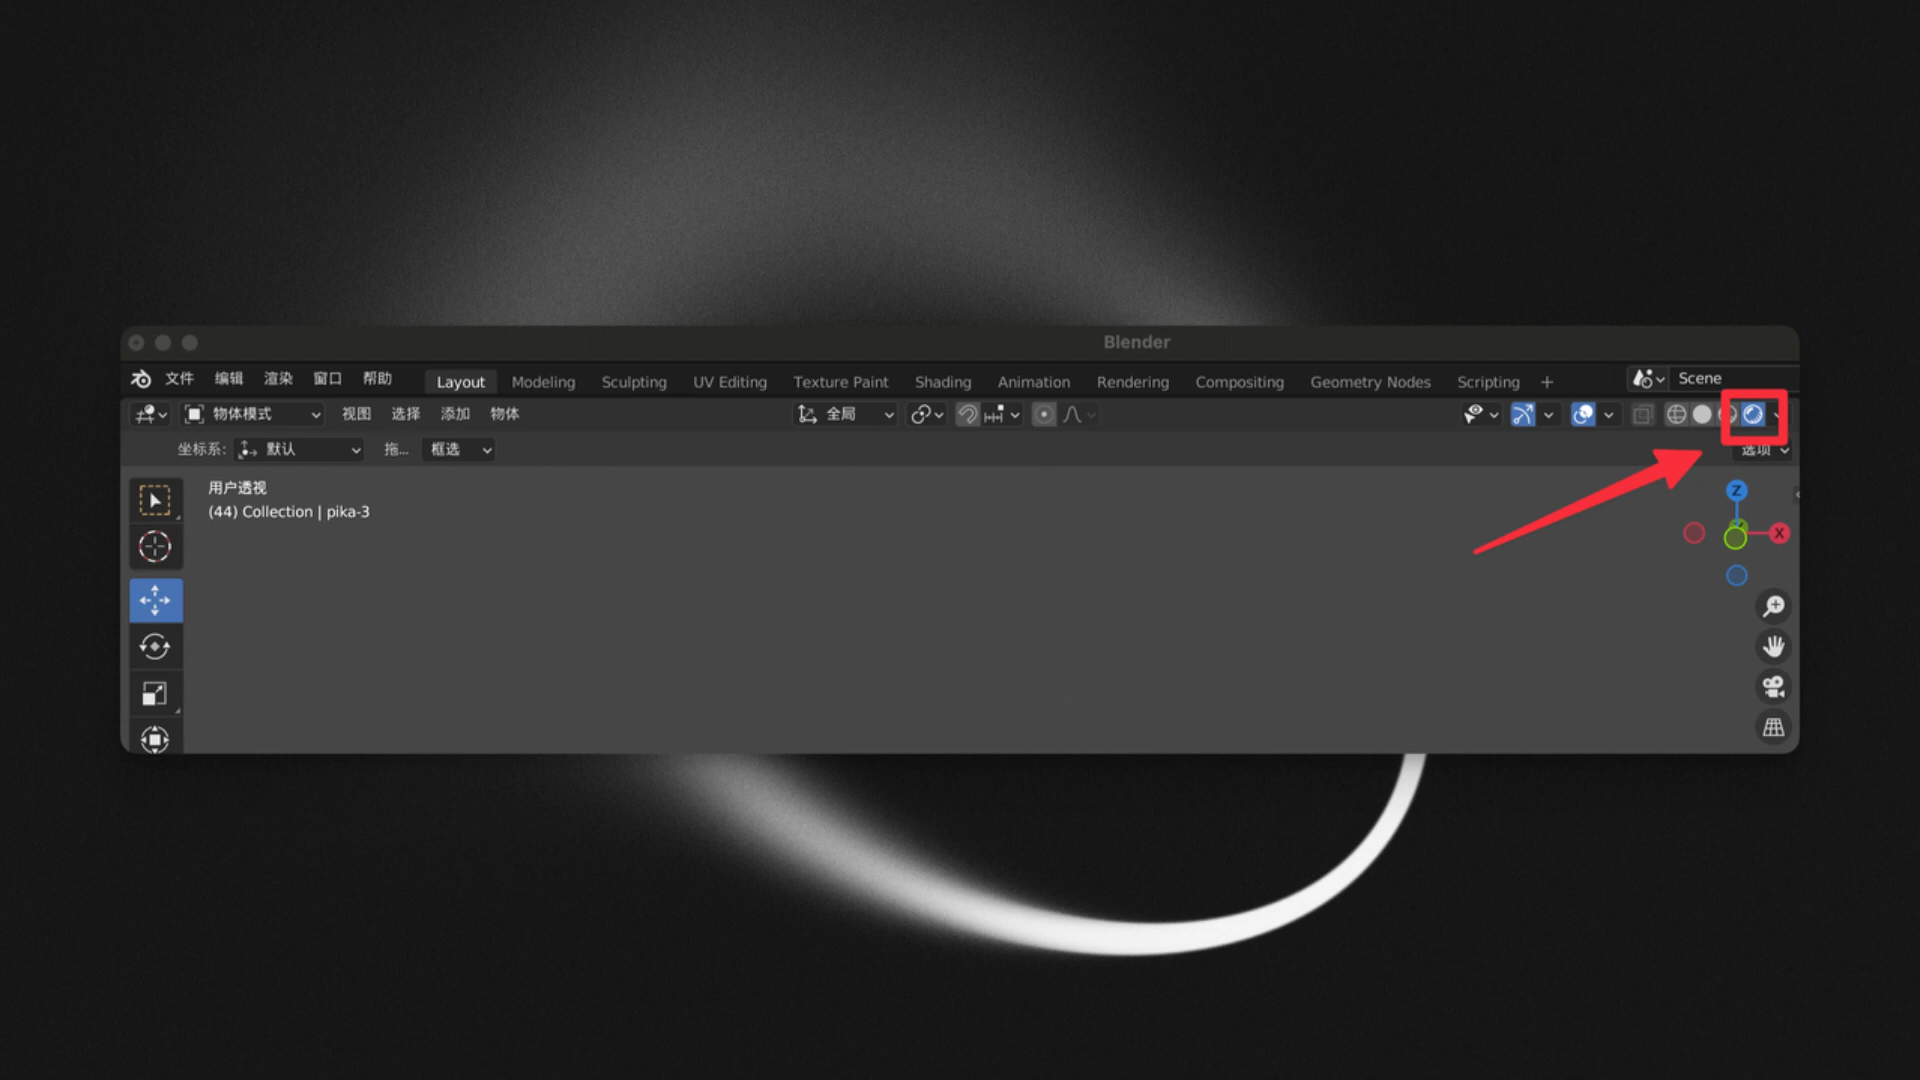 Blender
文件 编辑 渲染 窗口 帮助 Layout Modeling Sculpting UV Editing Texture Paint Shading Animation Rendering Compositing Geometry Nodes Scripting + Scene
物体模式 视图 选择 添加 物体 全局
坐标系: 默认 拖... 框选 选项
用户透视
(44) Collection | pika-3
Z
X